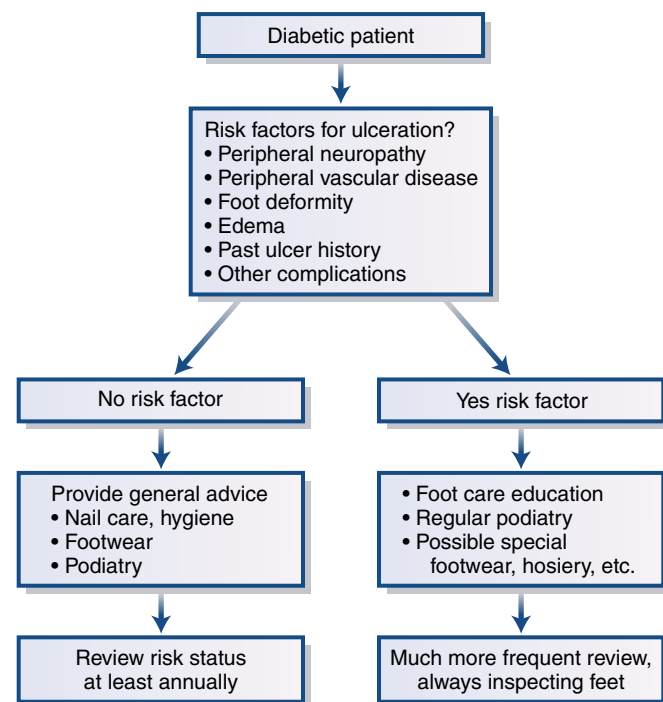 Diabetic patient
Risk factors for ulceration?
• Peripheral neuropathy
• Peripheral vascular disease
• Foot deformity
• Edema
• Past ulcer history
• Other complications
No risk factor
Yes risk factor
Provide general advice
• Nail care, hygiene
• Footwear
• Podiatry
• Foot care education
• Regular podiatry
• Possible special
footwear, hosiery, etc.
Review risk status
at least annually
Much more frequent review,
always inspecting feet